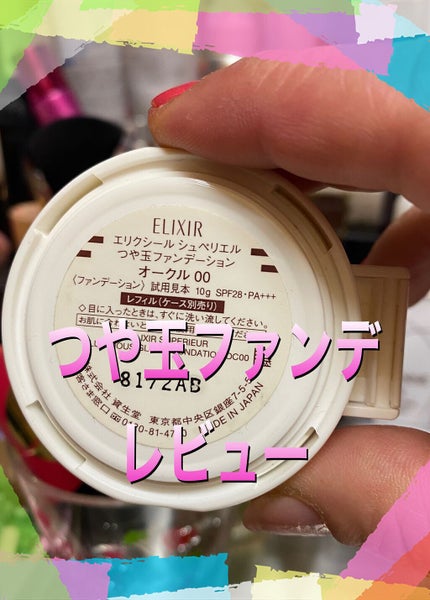 ELIXIR
エリクシール シュペリエル
つや玉ファンデーション
オークル 00
〈ファンデーション〉試用見本 10g SPF28・PA+++
レフィル(ケース別売り)
◇目に入ったときは、すぐに洗い流してください。
つや玉ファンデ
8172AB
株式会社 資生堂 東京都中央区銀座7-5-5
MADE IN JAPAN
レビュー